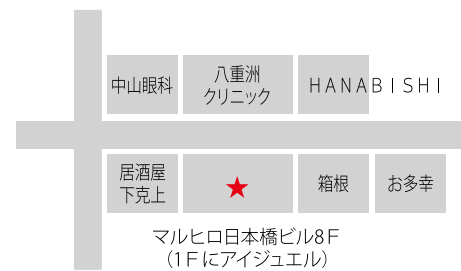 中山眼科
八重洲
クリニック
HANABISHI
居酒屋
下克上
★
箱根
お多幸
マルヒロ日本橋ビル8F
(1Fにアイジュエル)